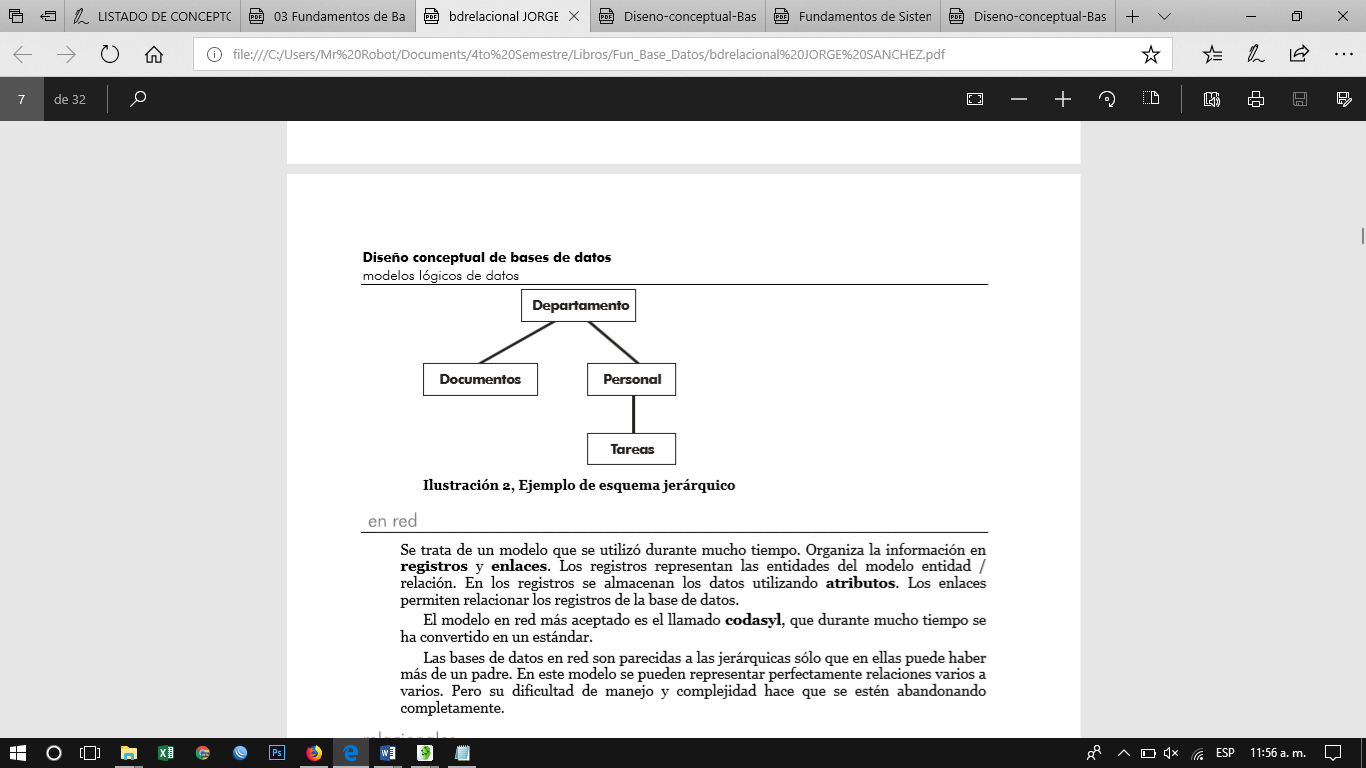 LISTADO DE CONCEPTO
03 Fundamentos de Ba
bdrelacional JORGE
Diseno-conceptual-Bas
Fundamentos de Sistem
Diseno-conceptual-Bas
file:///C:/Users/Mr%20Robot/Documents/4to%20Semestre/Libros/Fun_Base_Datos/bdrelacional%20JORGE%20SANCHEZ.pdf
7 de 32
Diseño conceptual de bases de datos
modelos lógicos de datos
Departamento
Documentos
Personal
Tareas
Ilustración 2, Ejemplo de esquema jerárquico
en red
Se trata de un modelo que se utilizó durante mucho tiempo. Organiza la información en
registros y enlaces. Los registros representan las entidades del modelo entidad /
relación. En los registros se almacenan los datos utilizando atributos. Los enlaces
permiten relacionar los registros de la base de datos.
El modelo en red más aceptado es el llamado codasyl, que durante mucho tiempo se
ha convertido en un estándar.
Las bases de datos en red son parecidas a las jerárquicas sólo que en ellas puede haber
más de un padre. En este modelo se pueden representar perfectamente relaciones varios a
varios. Pero su dificultad de manejo y complejidad hace que se estén abandonando
completamente.
relacionales
ESP
11:56 a. m.